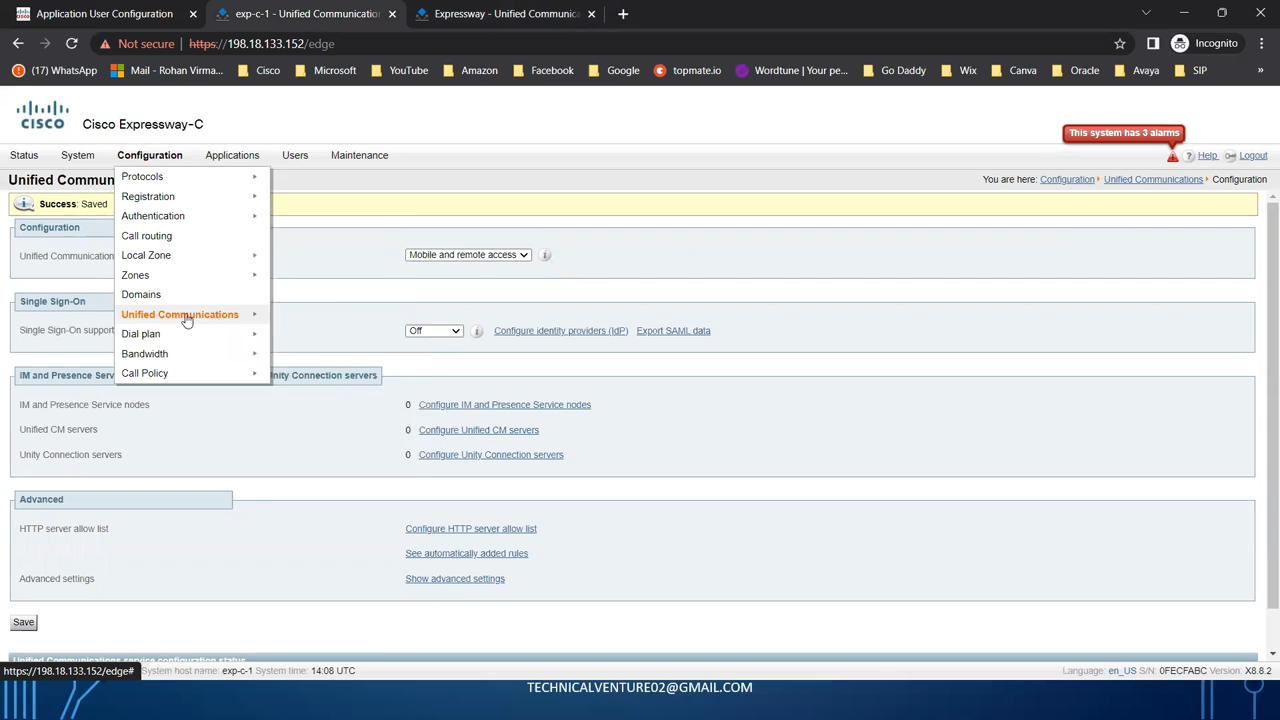 Application User Configuration
exp-c-1 - Unified Communication
Expressway - Unified Communica
Not secure https://198.18.133.152/edge
Incognito
(17) WhatsApp
Mail - Rohan Virma...
Cisco
Microsoft
YouTube
Amazon
Facebook
Google
topmate.io
Wordtune | Your pe...
Go Daddy
Wix
Canva
Oracle
Avaya
SIP
»
CISCO Cisco Expressway-C
This system has 3 alarms
Status System Configuration Applications Users Maintenance
Help Logout
Unified Commun
You are here: Configuration Unified Communications Configuration
Success: Saved
Protocols
Registration
Authentication
Call routing
Local Zone
Zones
Domains
Unified Communications
Dial plan
Bandwidth
Call Policy
Configuration
Unified Communication
Mobile and remote access
Single Sign-On
Single Sign-On support
Off
Configure identity providers (IdP) Export SAML data
IM and Presence Serv
nity Connection servers
IM and Presence Service nodes 0 Configure IM and Presence Service nodes
Unified CM servers 0 Configure Unified CM servers
Unity Connection servers 0 Configure Unity Connection servers
Advanced
HTTP server allow list Configure HTTP server allow list
See automatically added rules
Advanced settings Show advanced settings
Save
Unified Communications service configuration status
https://198.18.133.152/edge# System host name: exp-c-1 System time: 14:08 UTC
Language: en_US S/N: 0FECFABC Version: X8.8.2
TECHNICALVENTURE02@GMAIL.COM